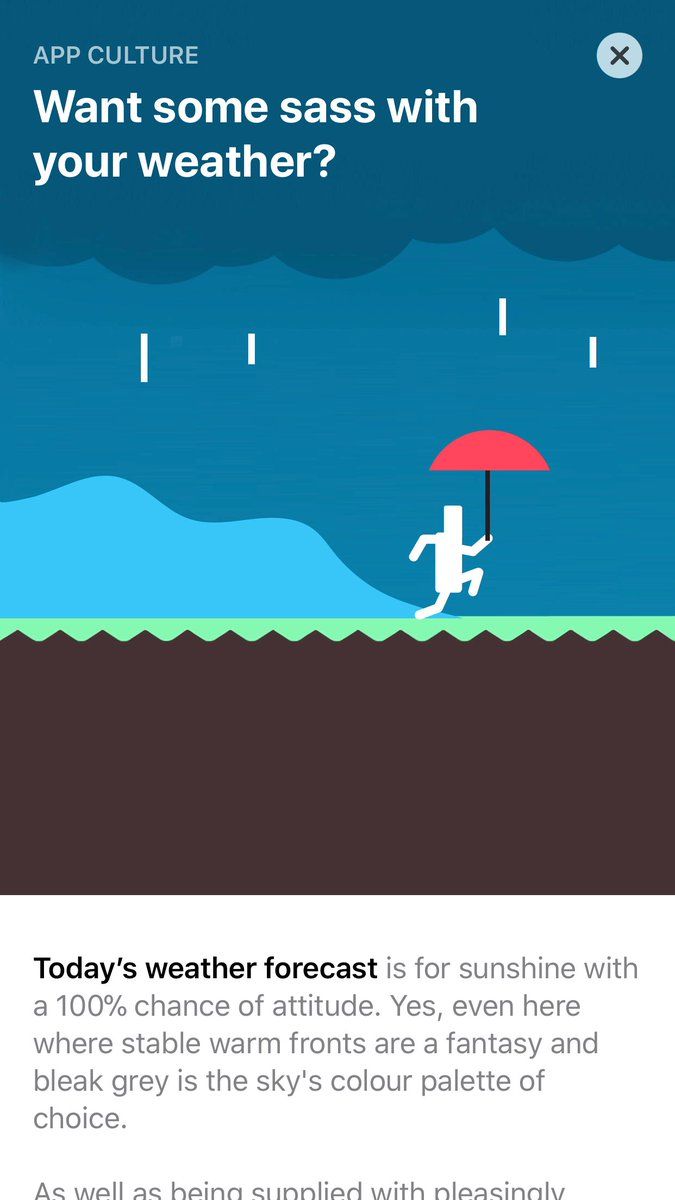 APP CULTURE
Want some sass with
your weather?
Today’s weather forecast is for sunshine with
a 100% chance of attitude. Yes, even here
where stable warm fronts are a fantasy and
bleak grey is the sky's colour palette of
choice.
As well as being supplied with pleasingly